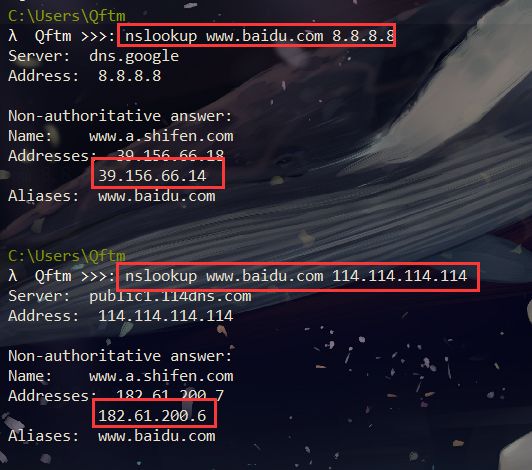 C:\Users\Qftm
λ  Qftm >>>: nslookup www.baidu.com 8.8.8.8
Server:  dns.google
Address:  8.8.8.8
Non-authoritative answer:
Name:    www.a.shifen.com
Addresses:  39.156.66.18
39.156.66.14
Aliases:  www.baidu.com
C:\Users\Qftm
λ  Qftm >>>: nslookup www.baidu.com 114.114.114.114
Server:  public1.114dns.com
Address:  114.114.114.114
Non-authoritative answer:
Name:    www.a.shifen.com
Addresses:  182.61.200.7
182.61.200.6
Aliases:  www.baidu.com